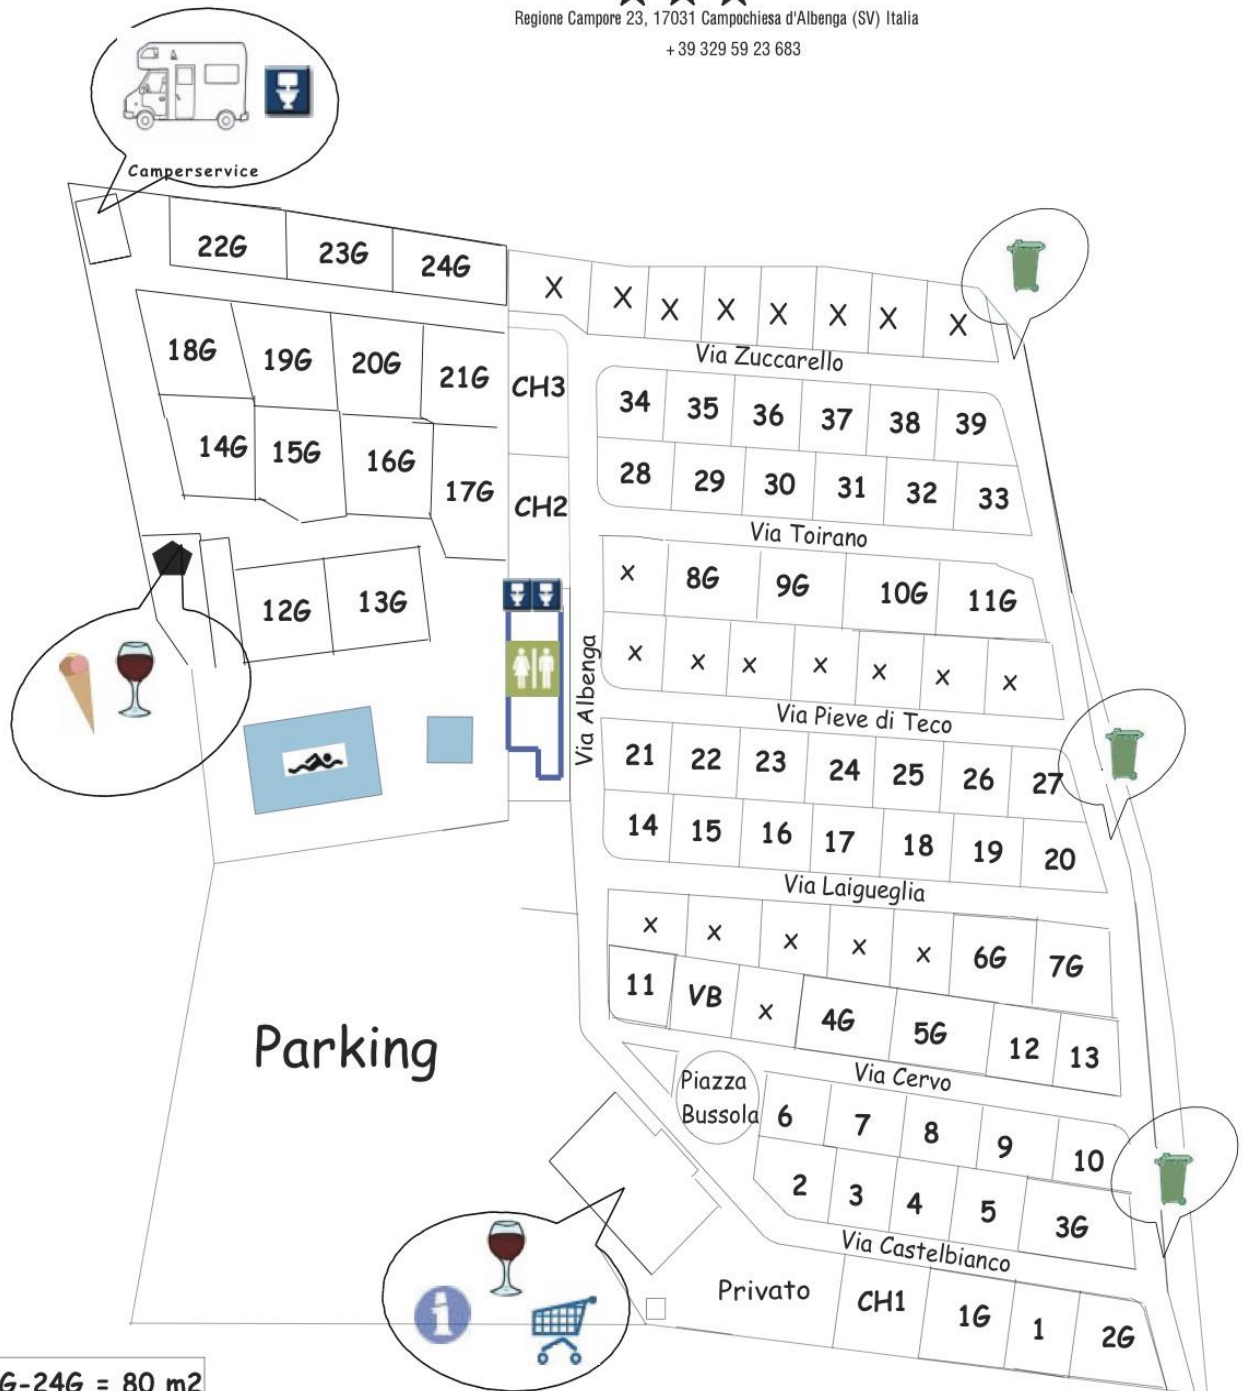 Regione Campore 23, 17031 Campochiesa d'Albenga (SV) Italia
+ 39 329 59 23 683
Camperservice
22G 23G 24G
X X X X X X X X
Via Zuccarello
18G 19G 20G 21G
CH3
34 35 36 37 38 39
14G 15G 16G 17G
CH2
28 29 30 31 32 33
Via Toirano
12G 13G
x 8G 9G 10G 11G
x x x x x x x
Via Albenga
Via Pieve di Teco
21 22 23 24 25 26 27
14 15 16 17 18 19 20
Via Laigueglia
x x x x x 6G 7G
11 VB x 4G 5G 12 13
Parking
Via Cervo
Piazza
Bussola
6 7 8 9 10
2 3 4 5 3G
Via Castelbianco
Privato CH1 1G 1 2G
i
G-24G = 80 m2